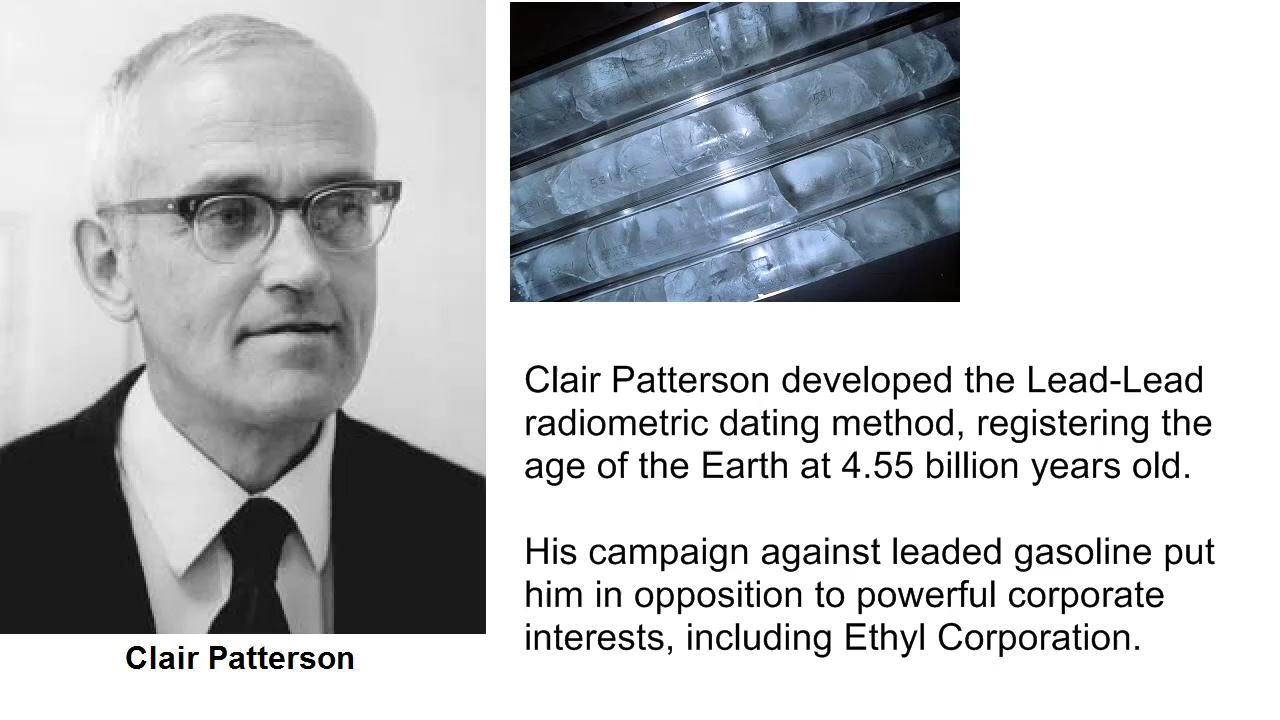 Clair Patterson developed the Lead-Lead
radiometric dating method, registering the
age of the Earth at 4.55 billion years old.
His campaign against leaded gasoline put
him in opposition to powerful corporate
interests, including Ethyl Corporation.
Clair Patterson